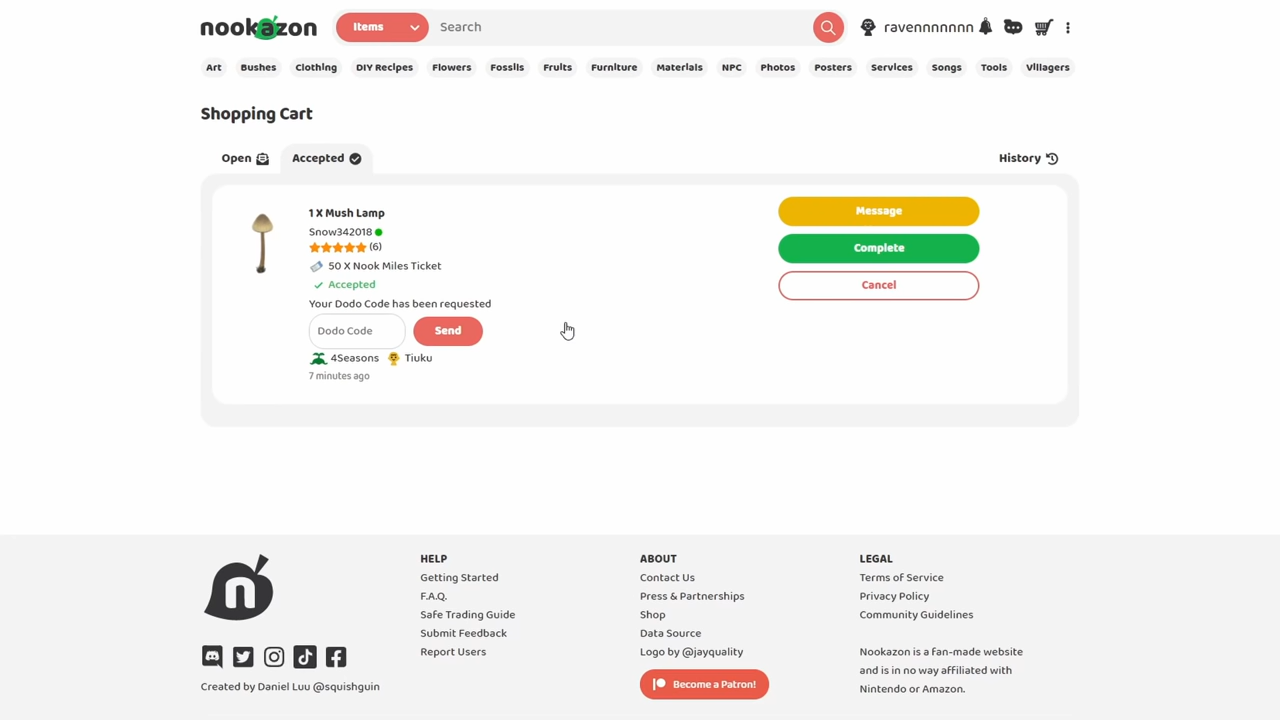 nookazon
Items
Search
ravennnnnnn
Art Bushes Clothing DIY Recipes Flowers Fossils Fruits Furniture Materials NPC Photos Posters Services Songs Tools Villagers
Shopping Cart
Open
Accepted
History
1 X Mush Lamp
Snow342018
(6)
50 X Nook Miles Ticket
Accepted
Your Dodo Code has been requested
Dodo Code
Send
4Seasons Tiuku
7 minutes ago
Message
Complete
Cancel
n
Created by Daniel Luu @squishguin
HELP
Getting Started
F.A.Q.
Safe Trading Guide
Submit Feedback
Report Users
ABOUT
Contact Us
Press & Partnerships
Shop
Data Source
Logo by @jayquality
Become a Patron!
LEGAL
Terms of Service
Privacy Policy
Community Guidelines
Nookazon is a fan-made website
and is in no way affiliated with
Nintendo or Amazon.